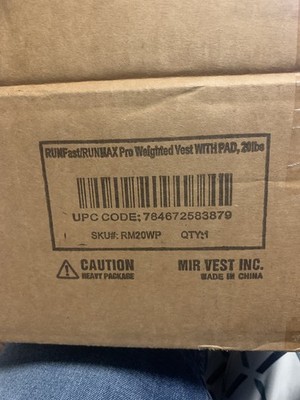 RUNFast/RUNMAX Pro Weighted Vest WITH PAD, 20lbs
UPC CODE: 784672583879
SKU#: RM20WP QTY:1
CAUTION MIR VEST INC.
HEAVY PACKAGE MADE IN CHINA